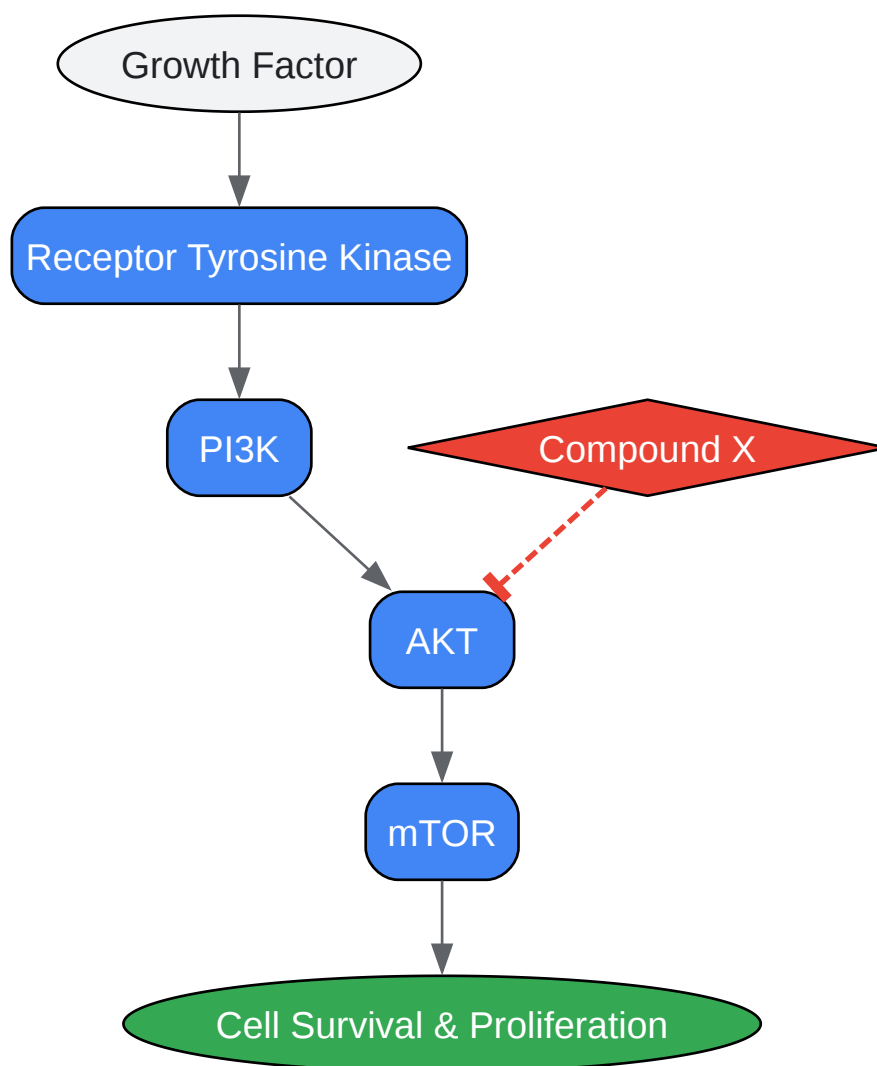 Growth Factor
Receptor Tyrosine Kinase
PI3K
Compound X
AKT
mTOR
Cell Survival & Proliferation